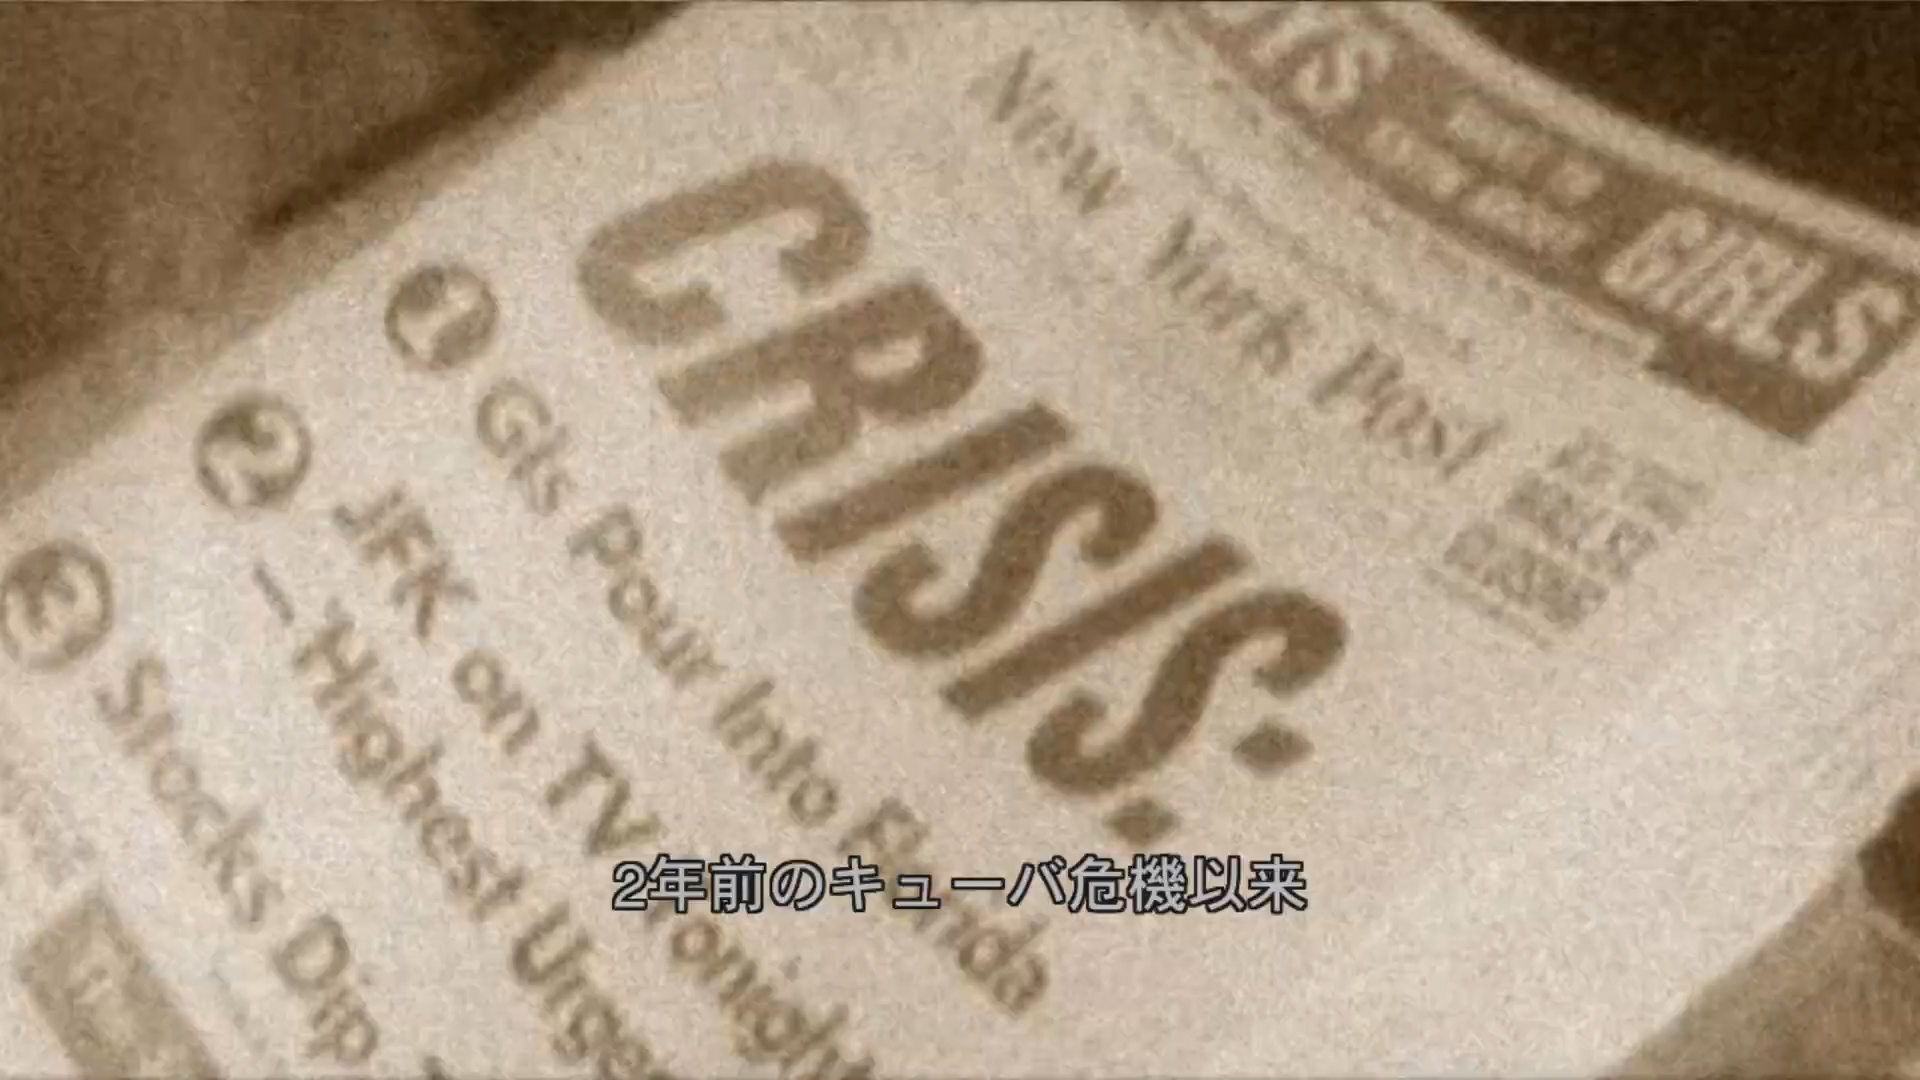 GIRLS
New York Post
CRISIS:
1 GIs Pour Into Florida
2 JFK on TV Tonight
- 'Highest Urge
3 Stocks Dip
2年前のキューバ危機以来